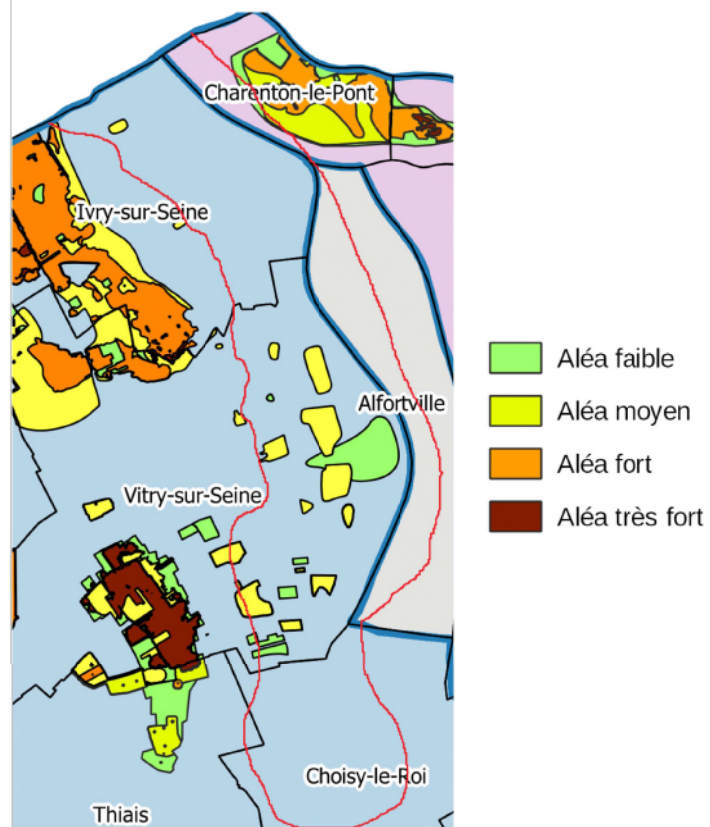 Charenton-le-Pont
Ivry-sur-Seine
Alfortville
Vitry-sur-Seine
Choisy-le-Roi
Thiais
Aléa faible
Aléa moyen
Aléa fort
Aléa très fort